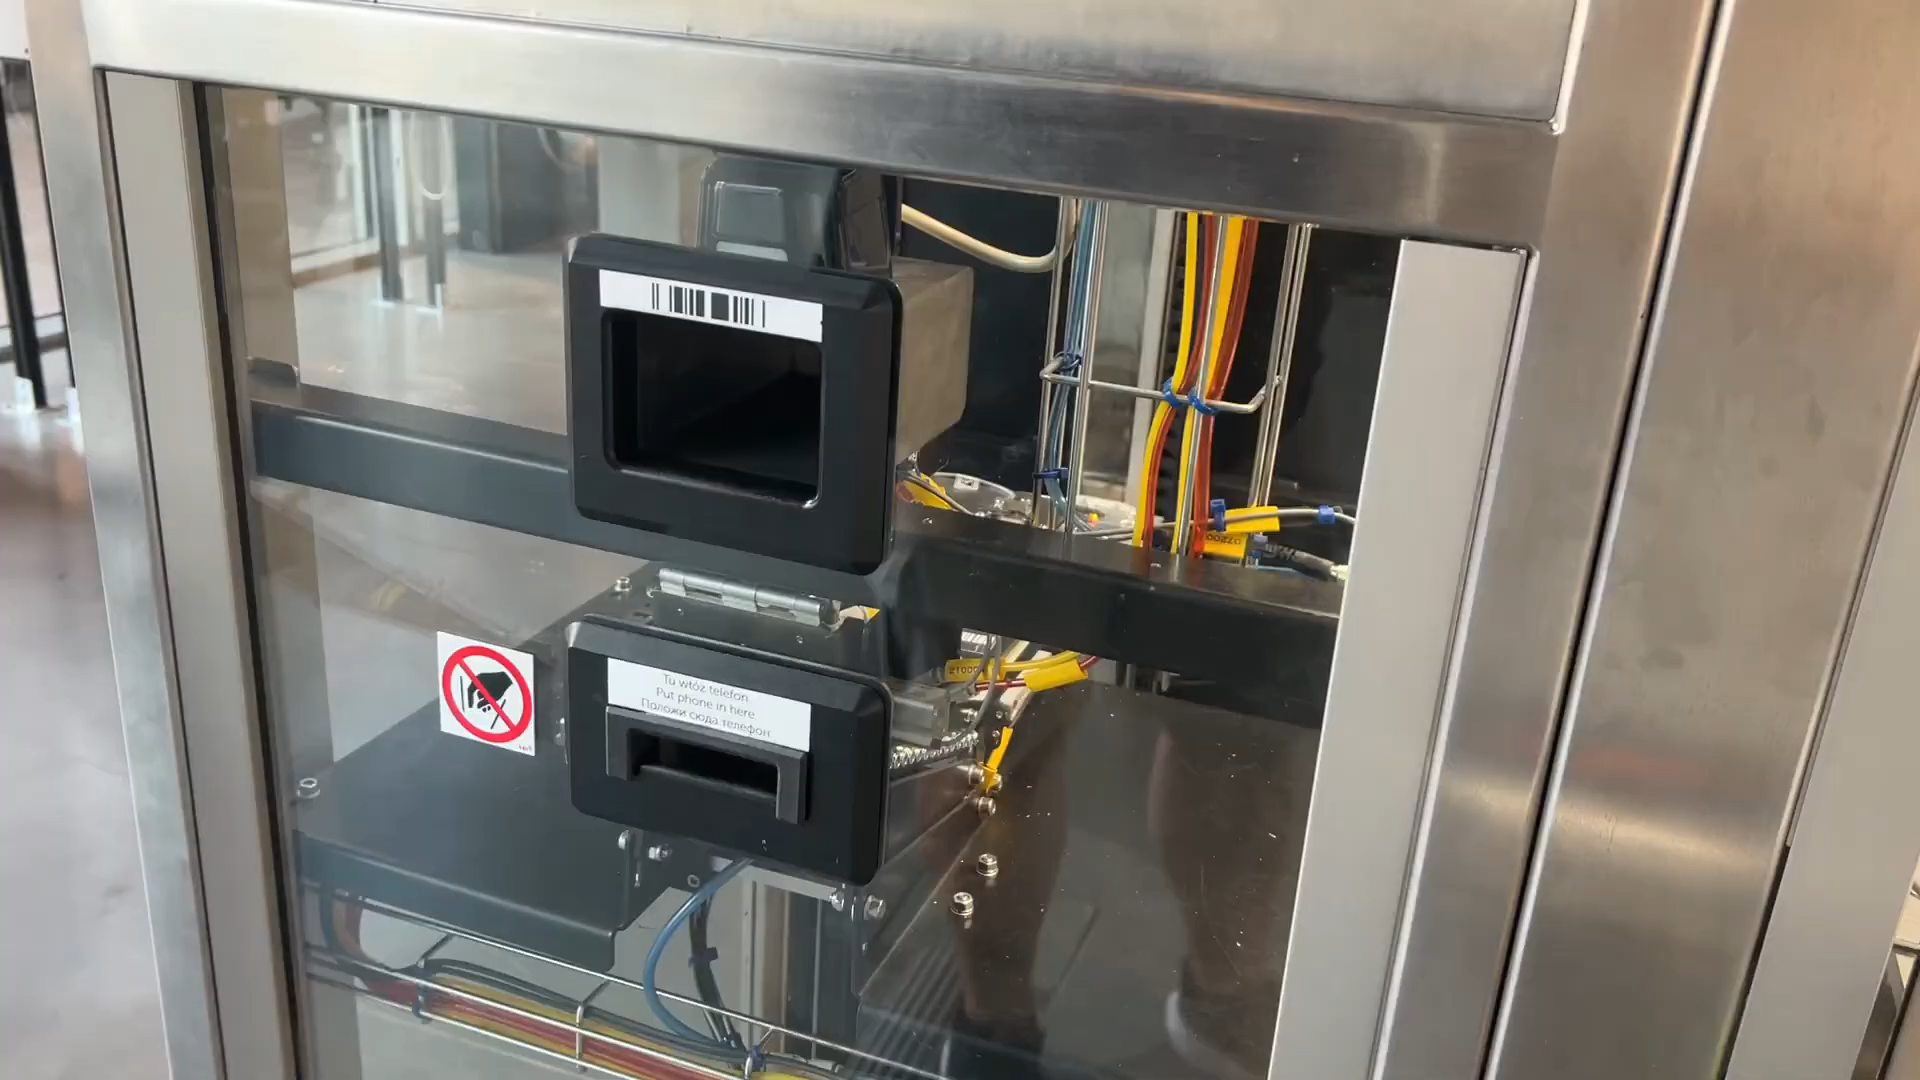 Tu włóż telefon.
Put phone in here.
Положи сюда телефон.